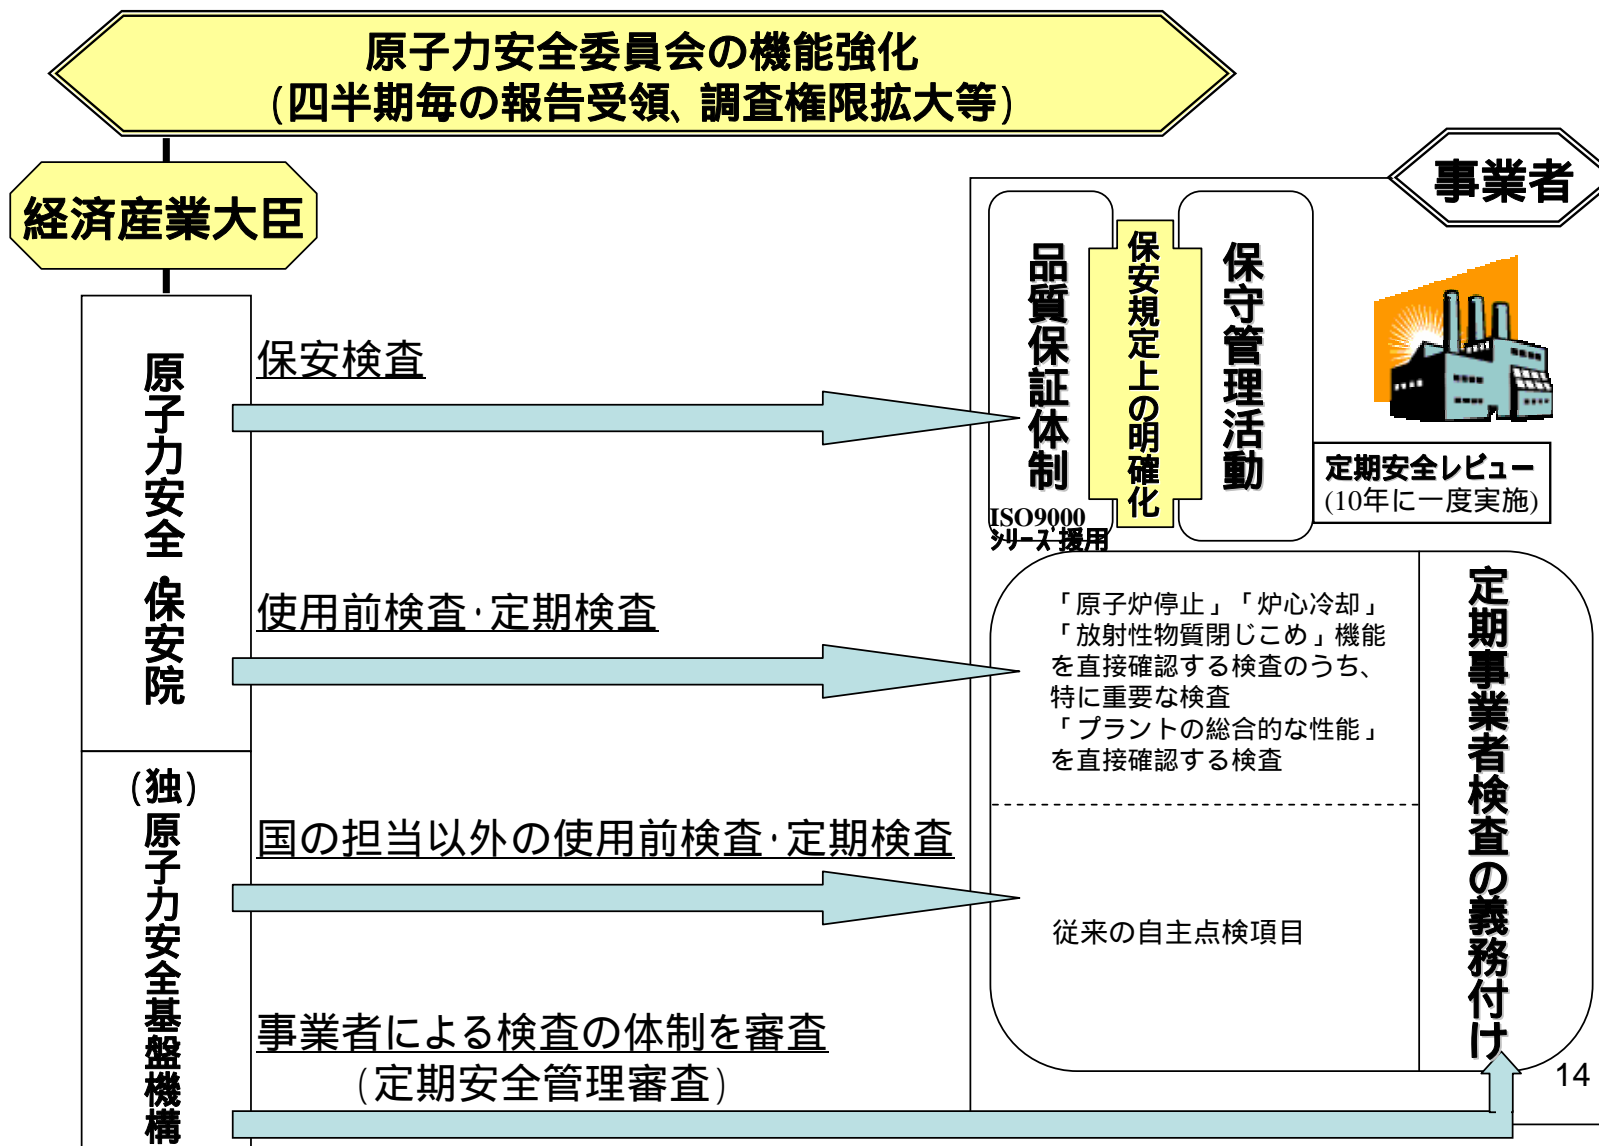 原子力安全委員会の機能強化
(四半期毎の報告受領、調査権限拡大等)
経済産業大臣
事業者
原子力安全・保安院
保安検査
使用前検査･定期検査
(独)
原子力安全基盤機構
国の担当以外の使用前検査･定期検査
事業者による検査の体制を審査
(定期安全管理審査)
品質保証体制
保安規定上の明確化
保守管理活動
ISO9000
ｼﾘｰｽﾞ援用
定期安全レビュー
(10年に一度実施)
「原子炉停止」「炉心冷却」
「放射性物質閉じこめ」機能
を直接確認する検査のうち、
特に重要な検査
「プラントの総合的な性能」
を直接確認する検査
従来の自主点検項目
定期事業者検査の義務付け
14